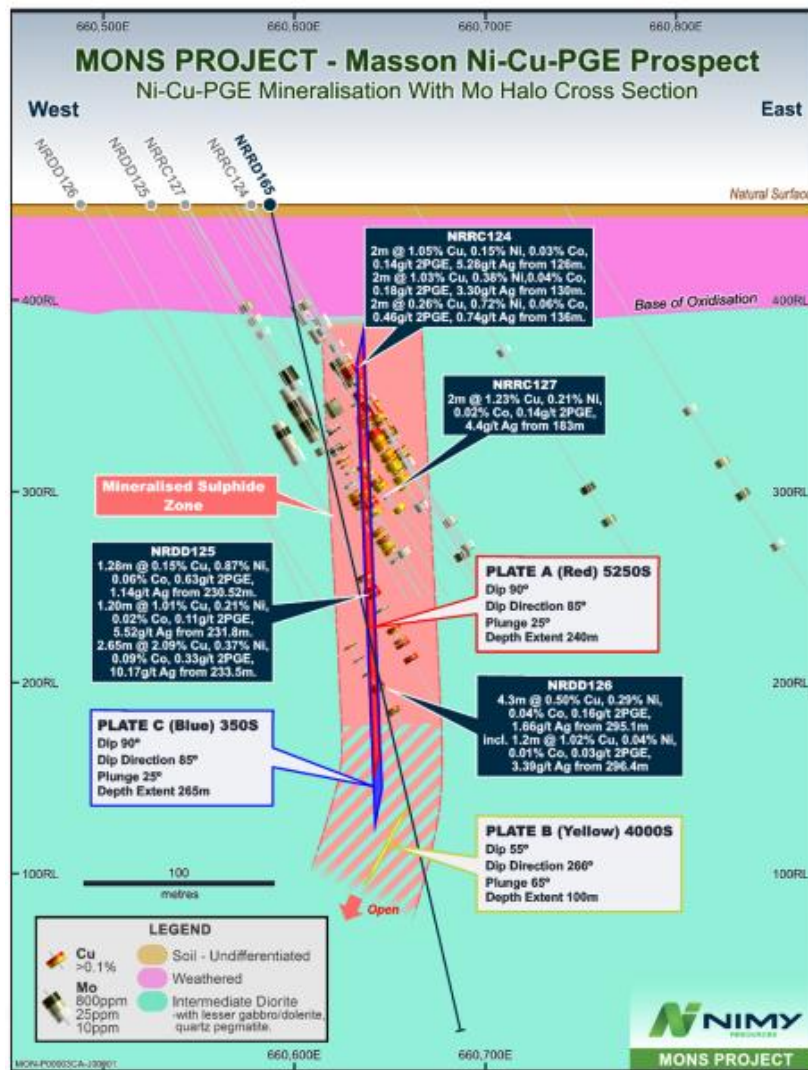 660,500E
660,600E
660,700E
660,800E
MONS PROJECT - Masson Ni-Cu-PGE Prospect
Ni-Cu-PGE Mineralisation With Mo Halo Cross Section
West
East
NRDD126
NRDD125
NRRC127
NRRC124
NRRD165
Natural Surface
NRRC124
2m @ 1.05% Cu, 0.15% Ni, 0.03% Co,
0.14g/t 2PGE, 5.28g/t Ag from 126m.
2m @ 1.03% Cu, 0.38% Ni,0.04% Co,
0.18g/t 2PGE, 3.30g/t Ag from 130m.
2m @ 0.26% Cu, 0.72% Ni, 0.06% Co,
0.46g/t 2PGE, 0.74g/t Ag from 136m.
400RL
Base of Oxidisation
400RL
NRRC127
2m @ 1.23% Cu, 0.21% Ni,
0.02% Co, 0.14g/t 2PGE,
4.4g/t Ag from 183m
300RL
300RL
Mineralised Sulphide
Zone
NRDD125
1.28m @ 0.15% Cu, 0.87% Ni,
0.06% Co, 0.63g/t 2PGE,
1.14g/t Ag from 230.52m.
1.20m @ 1.01% Cu, 0.21% Ni,
0.02% Co, 0.11g/t 2PGE,
5.52g/t Ag from 231.8m.
2.65m @ 2.09% Cu, 0.37% Ni,
0.09% Co, 0.33g/t 2PGE,
10.17g/t Ag from 233.5m.
PLATE A (Red) 5250S
Dip 90°
Dip Direction 85°
Plunge 25°
Depth Extent 240m
200RL
200RL
NRDD126
4.3m @ 0.50% Cu, 0.29% Ni,
0.04% Co, 0.16g/t 2PGE,
1.66g/t Ag from 295.1m
incl. 1.2m @ 1.02% Cu, 0.04% Ni,
0.01% Co, 0.03g/t 2PGE,
3.39g/t Ag from 296.4m
PLATE C (Blue) 350S
Dip 90°
Dip Direction 85°
Plunge 25°
Depth Extent 265m
PLATE B (Yellow) 4000S
Dip 55°
Dip Direction 266°
Plunge 65°
Depth Extent 100m
100RL
100RL
100
metres
Open
LEGEND
Cu
>0.1%
Mo
800ppm
25ppm
10ppm
Soil - Undifferentiated
Weathered
Intermediate Diorite
-with lesser gabbro/dolerite,
quartz pegmatite.
660,600E
660,700E
NIMY
RESOURCES
MONS PROJECT